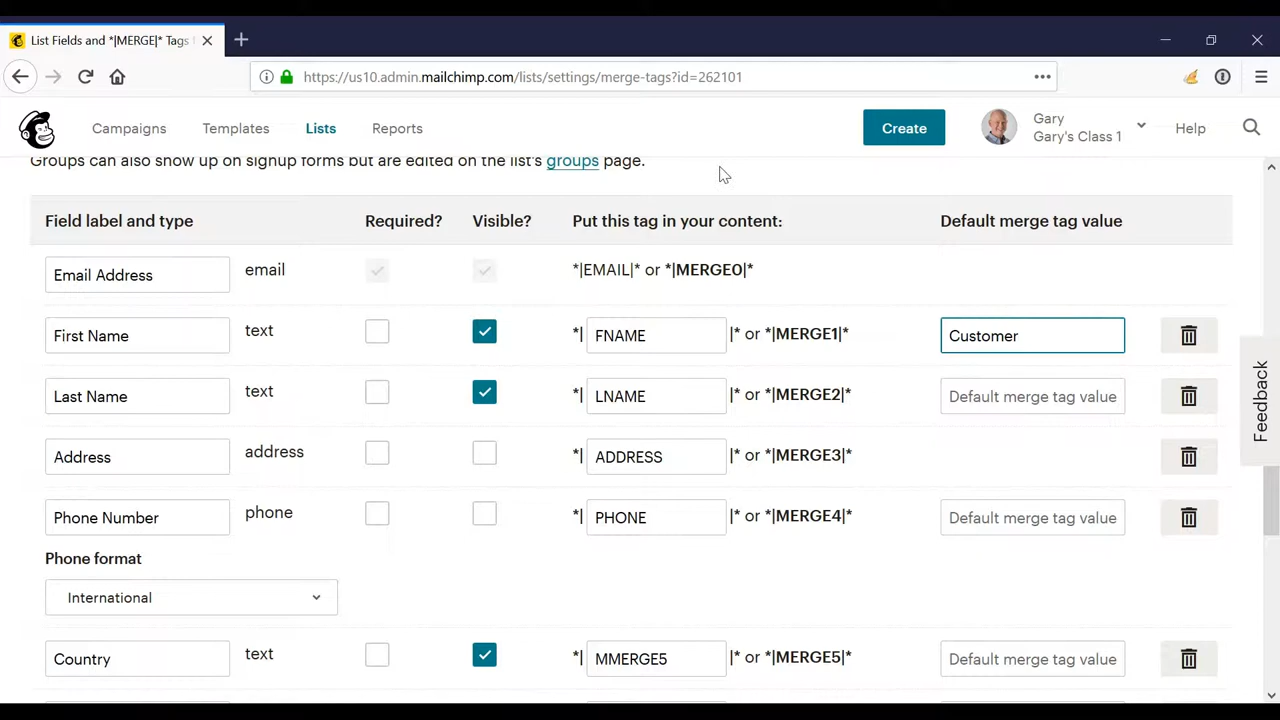 List Fields and *|MERGE|* Tags
https://us10.admin.mailchimp.com/lists/settings/merge-tags?id=262101
Campaigns Templates Lists Reports Create Gary Gary's Class 1 Help
Groups can also show up on signup forms but are edited on the list's groups page.
Field label and type Required? Visible? Put this tag in your content: Default merge tag value
Email Address email *|EMAIL|* or *|MERGE0|*
First Name text *| FNAME |* or *|MERGE1|* Customer
Last Name text *| LNAME |* or *|MERGE2|* Default merge tag value
Address address *| ADDRESS |* or *|MERGE3|*
Phone Number phone *| PHONE |* or *|MERGE4|* Default merge tag value
Phone format
International
Country text *| MMERGE5 |* or *|MERGE5|* Default merge tag value
Feedback